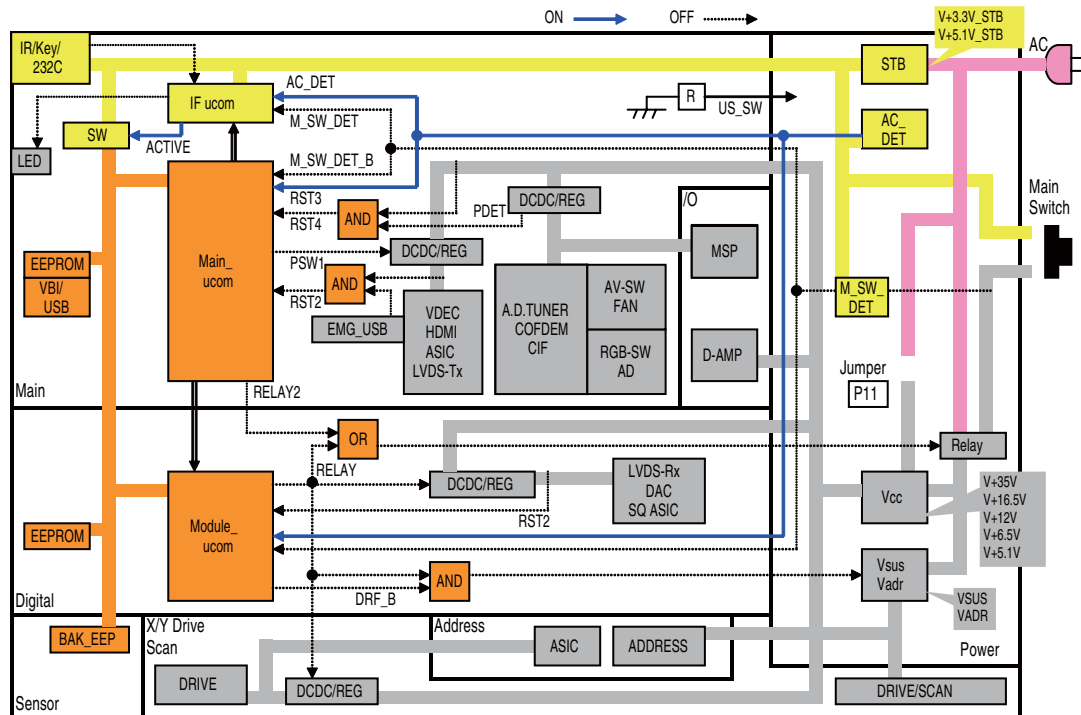 ON
OFF
V+3.3V_STB
V+5.1V_STB
AC
IR/Key/
232C
STB
IF ucom
AC_DET
M_SW_DET
R
US_SW
AC_
DET
SW
ACTIVE
LED
M_SW_DET_B
RST3
RST4
AND
PDET
DCDC/REG
/O
Main
Switch
DCDC/REG
MSP
Main_
ucom
PSW1
RST2
AND
EEPROM
VBI/
USB
EMG_USB
VDEC
HDMI
ASIC
LVDS-Tx
A.D.TUNER
COFDEM
CIF
AV-SW
FAN
RGB-SW
AD
D-AMP
M_SW_
DET
Jumper
P11
Main
RELAY2
OR
RELAY
Relay
DCDC/REG
LVDS-Rx
DAC
SQ ASIC
RST2
Vcc
V+35V
V+16.5V
V+12V
V+6.5V
V+5.1V
EEPROM
Module_
ucom
AND
DRF_B
Vsus
Vadr
VSUS
VADR
Digital
BAK_EEP
X/Y Drive
Scan
Address
ASIC
ADDRESS
Power
DRIVE
DCDC/REG
DRIVE/SCAN
Sensor